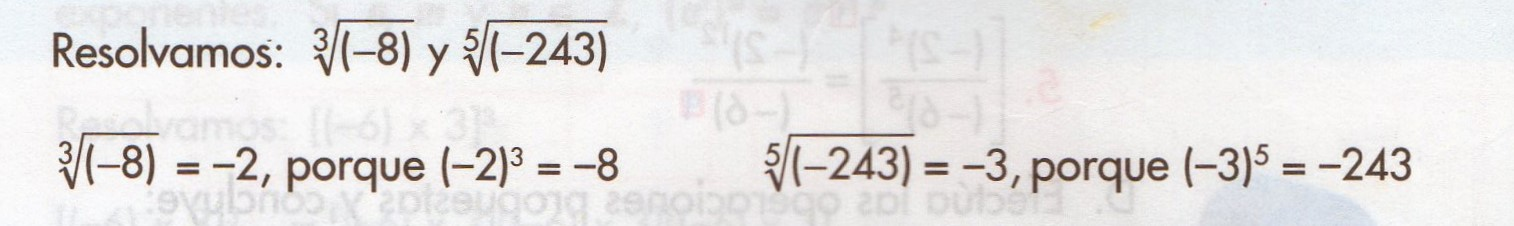 Resolvamos: ∛(–8) y ⁵√(–243)
∛(–8) = –2, porque (–2)³ = –8 ⁵√(–243) = –3, porque (–3)⁵ = –243